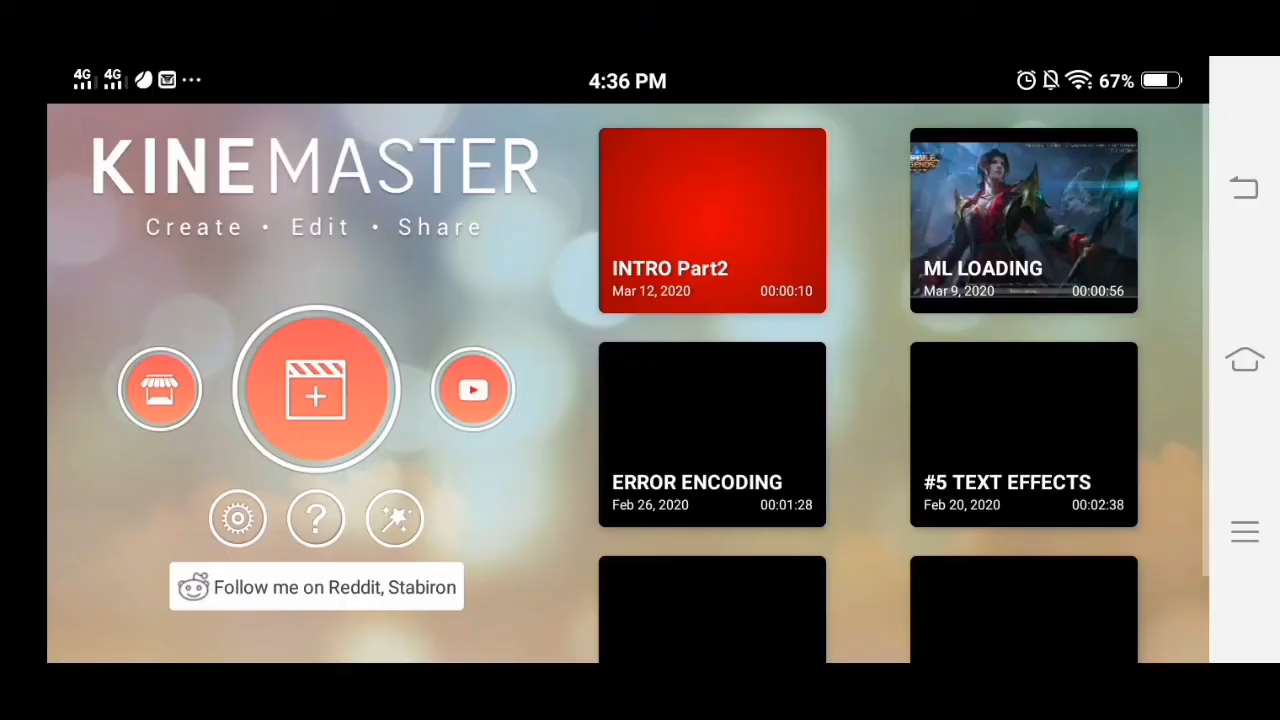 4G 4G
4:36 PM
67%
KINEMASTER
Create • Edit • Share
Follow me on Reddit, Stabiron
INTRO Part2
Mar 12, 2020 00:00:10
ML LOADING
Mar 9, 2020 00:00:56
ERROR ENCODING
Feb 26, 2020 00:01:28
#5 TEXT EFFECTS
Feb 20, 2020 00:02:38